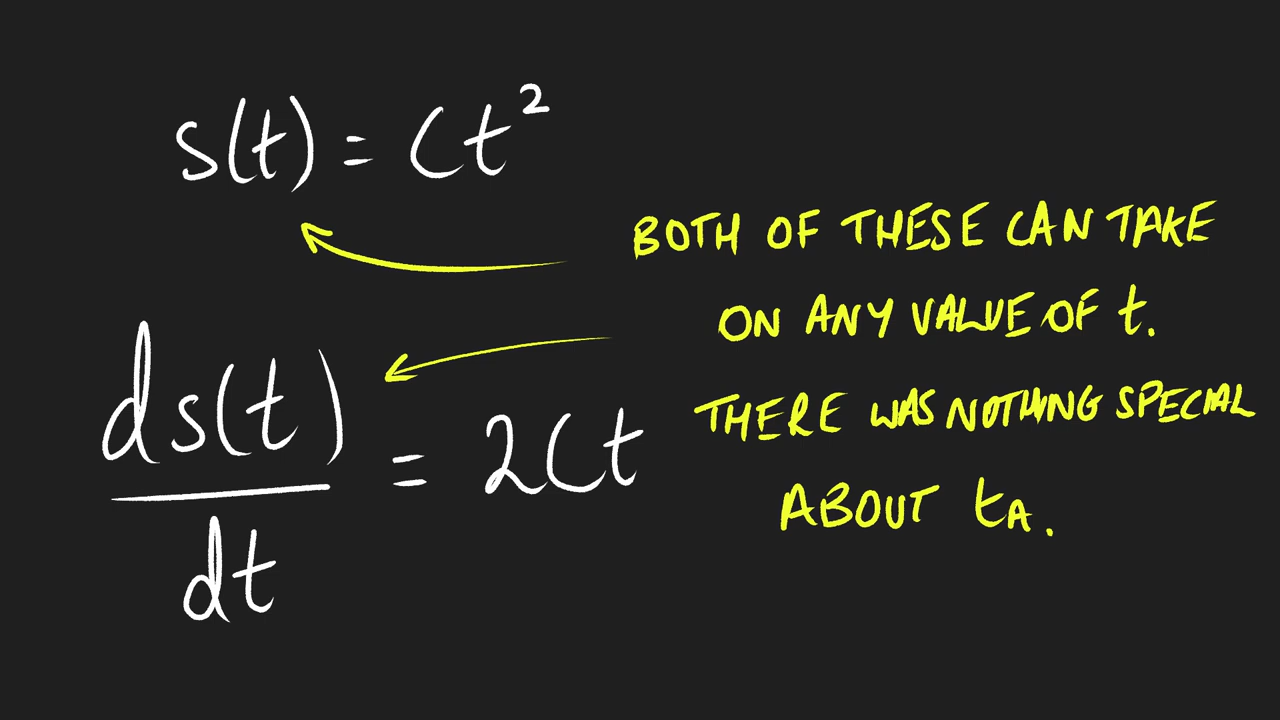 s(t) = Ct²
BOTH OF THESE CAN TAKE
ON ANY VALUE OF t.
THERE WAS NOTHING SPECIAL
ABOUT tA.
ds(t)
dt
= 2Ct